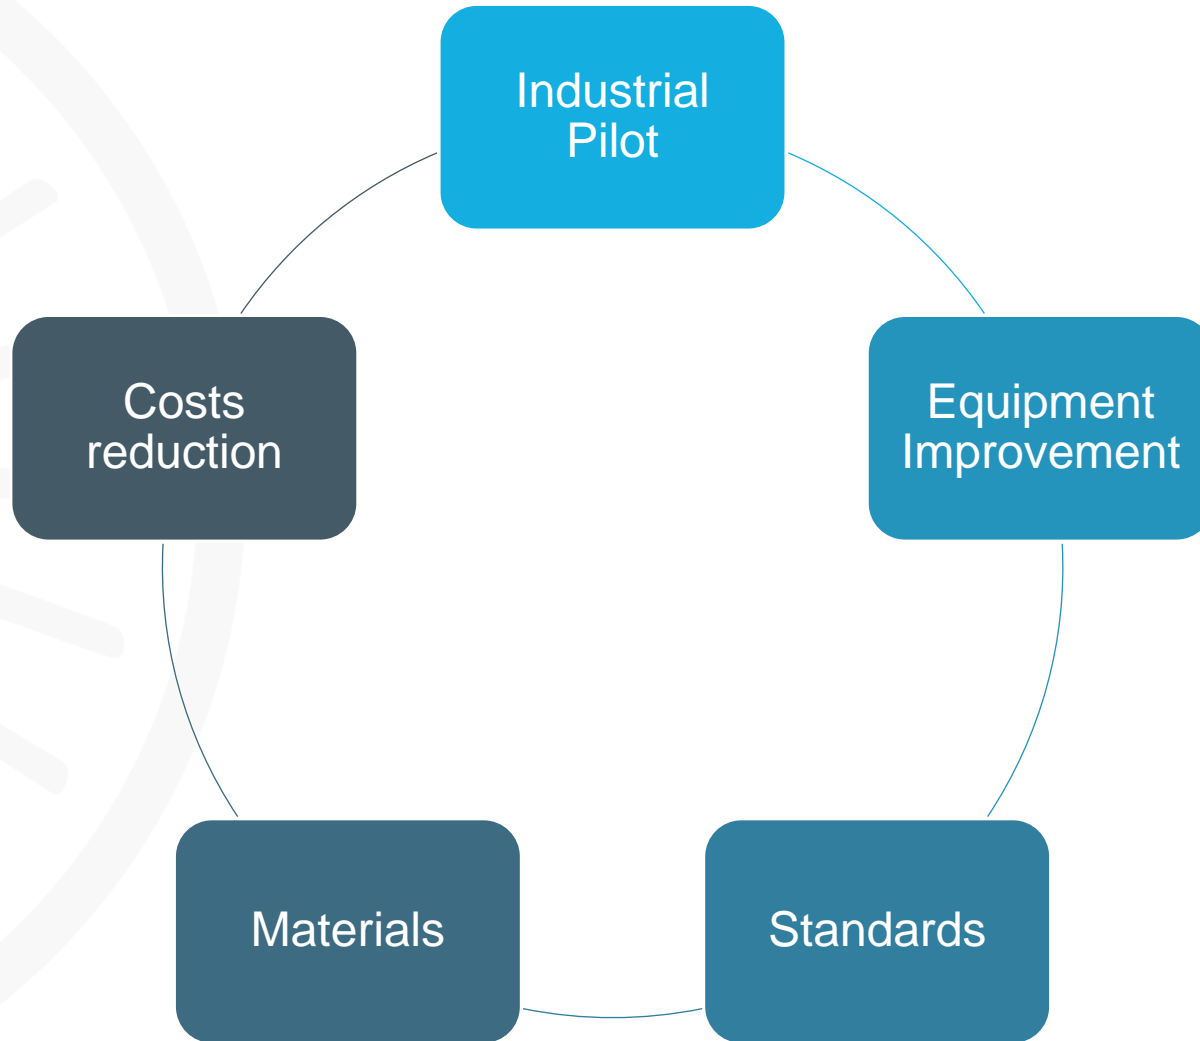 Industrial
Pilot
Equipment
Improvement
Standards
Materials
Costs
reduction